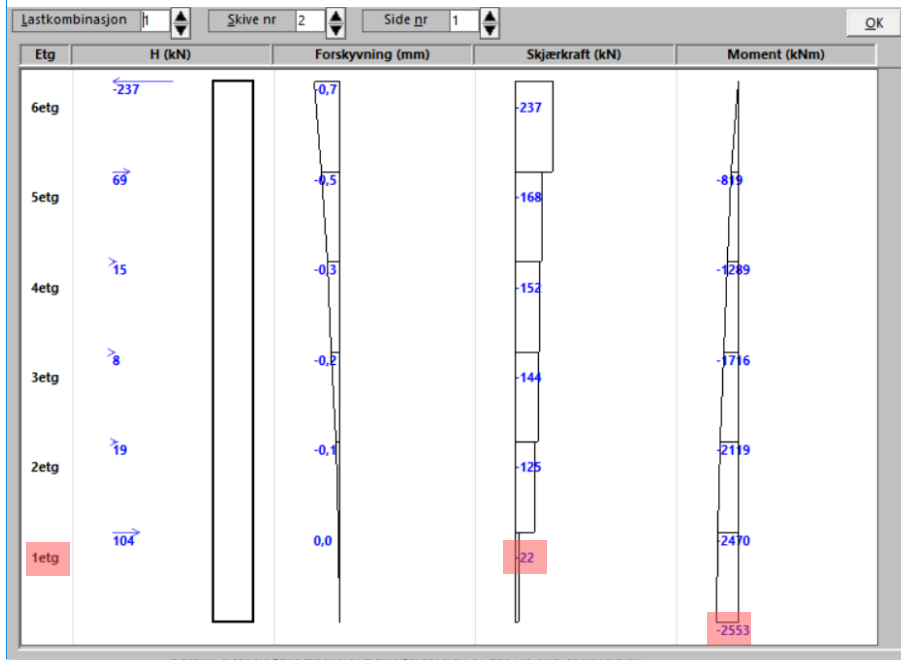 Lastkombinasjon 1 Skive nr 2 Side nr 1 OK
Etg H (kN) Forskyvning (mm) Skjærkraft (kN) Moment (kNm)
-237 -0,7
6etg -237
69 -0,5 -819
5etg -168
15 -0,3 -1289
4etg -152
8 -0,2 -1716
3etg -144
19 -0,1 -2119
2etg -125
104 0,0 -2470
1etg -22
-2553